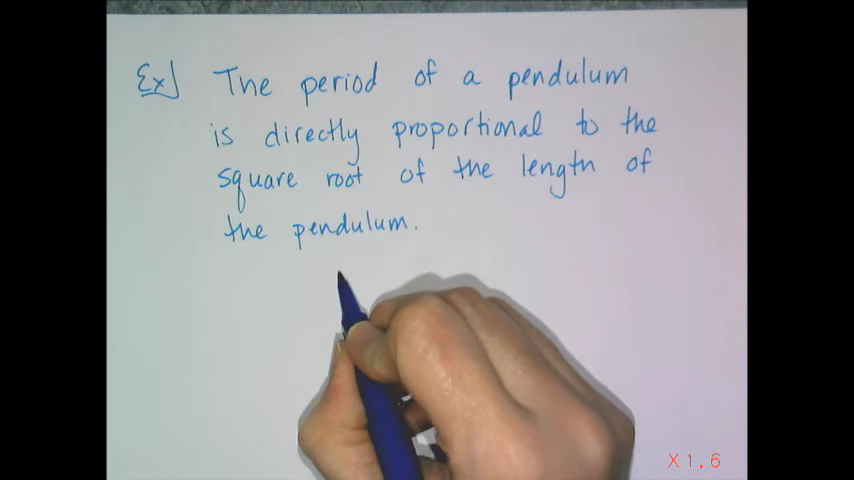 Ex] The period of a pendulum
is directly proportional to the
square root of the length of
the pendulum.
X1.6